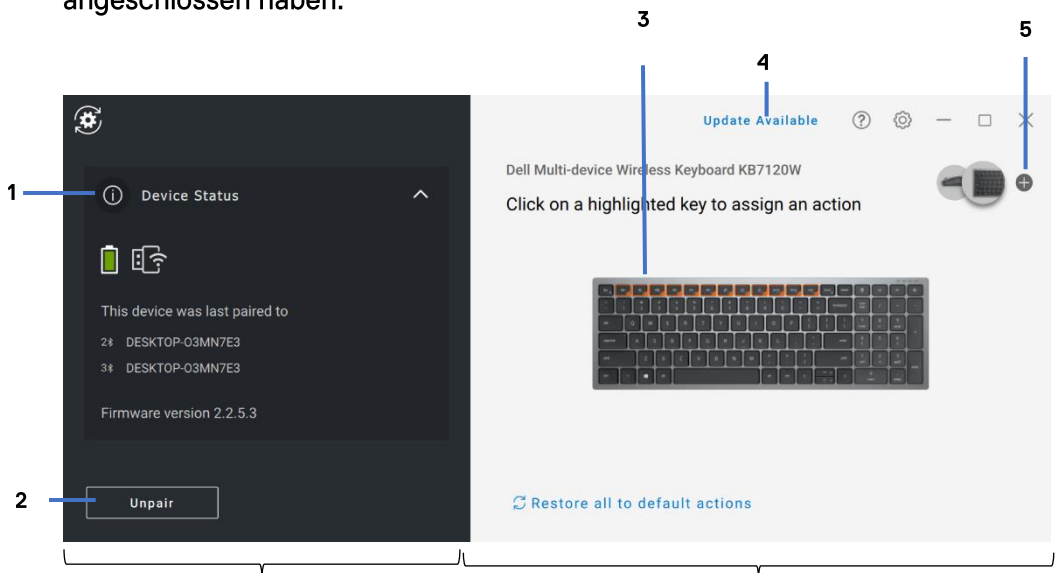 angeschlossen haben.
3
5
4
Update Available
Dell Multi-device Wireless Keyboard KB7120W
1
Device Status
Click on a highlighted key to assign an action
This device was last paired to
2 DESKTOP-O3MN7E3
3 DESKTOP-O3MN7E3
Firmware version 2.2.5.3
2
Unpair
Restore all to default actions